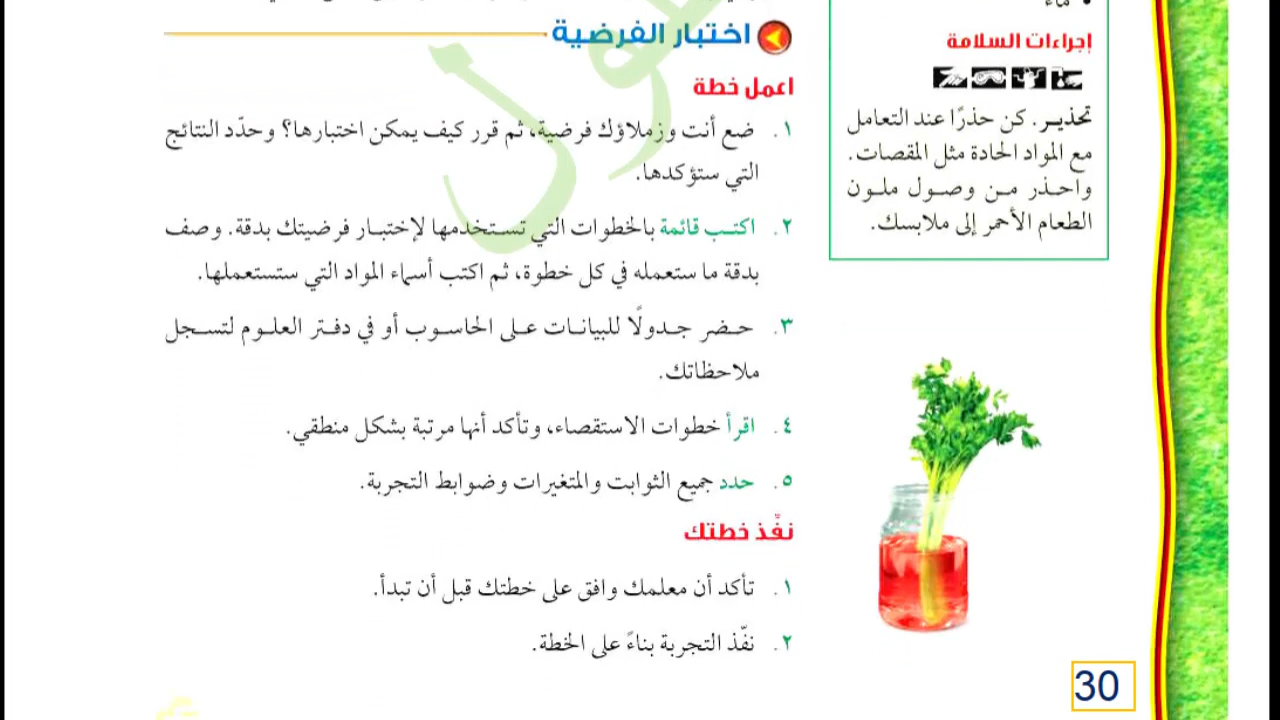 ماء
إجراءات السلامة
تحذيـر. كن حذرًا عند التعامل
مع المواد الحادة مثل المقصات.
واحذر من وصول ملون
الطعام الأحمر إلى ملابسك.
اختبار الفرضية
اعمل خطة
١. ضع أنت وزملاؤك فرضية، ثم قرر كيف يمكن اختبارها؟ وحدّد النتائج
التي ستؤكدها.
٢. اكتب قائمة بالخطوات التي تستخدمها لإختبار فرضيتك بدقة. وصف
بدقة ما ستعمله في كل خطوة، ثم اكتب أسماء المواد التي ستستعملها.
٣. حضر جدولًا للبيانات على الحاسوب أو في دفتر العلوم لتسجل
ملاحظاتك.
٤. اقرأ خطوات الاستقصاء، وتأكد أنها مرتبة بشكل منطقي.
٥. حدد جميع الثوابت والمتغيرات وضوابط التجربة.
نفّذ خطتك
١. تأكد أن معلمك وافق على خطتك قبل أن تبدأ.
٢. نفّذ التجربة بناءً على الخطة.
30